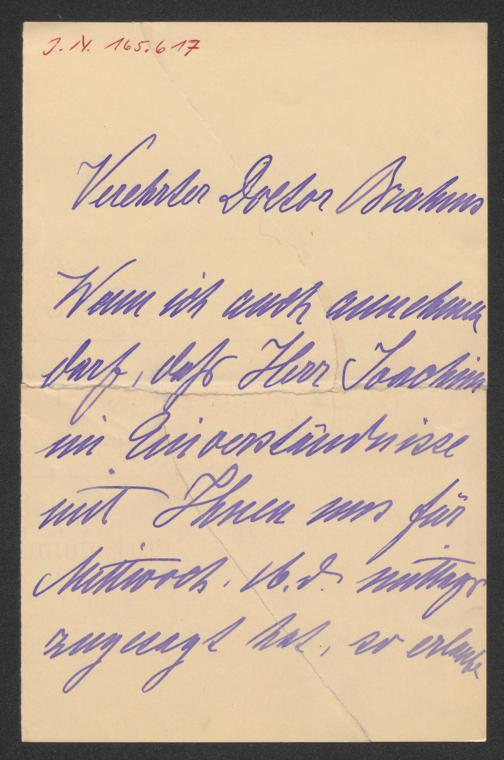 J.N. 165.617
Verehrter Doctor Brahms
Wenn ich auch annehmen
darf, daß Herr Joachim
im Einverständnisse
mit Ihnen uns für
Mittwoch. 16. d. mittags
zugesagt hat, so erlaube